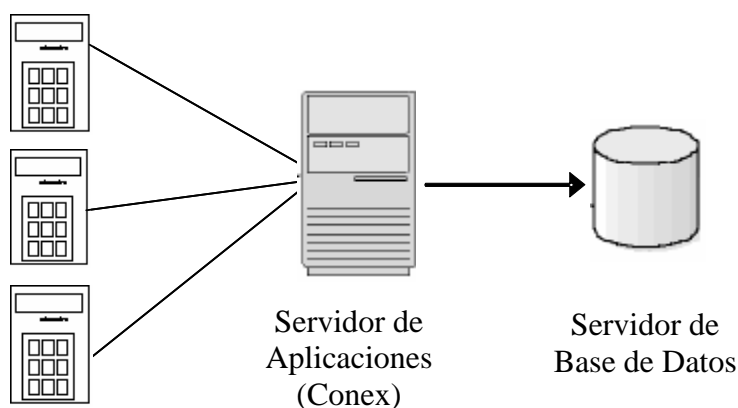 Servidor de
Aplicaciones
(Conex)
Servidor de
Base de Datos